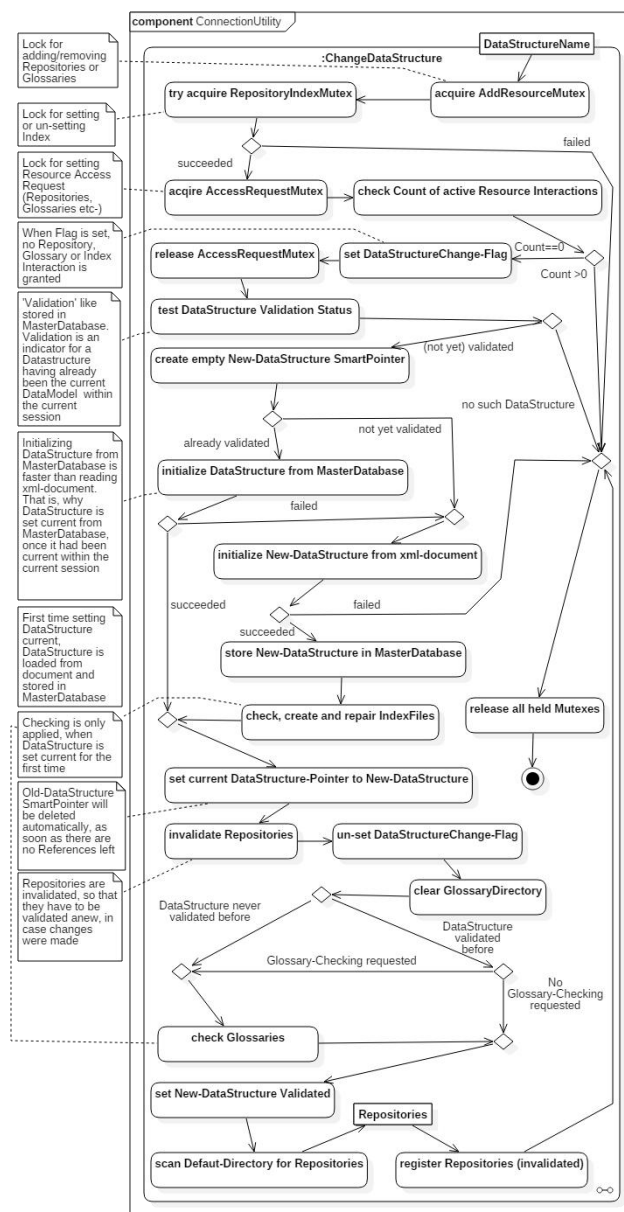 component ConnectionUtility
Lock for
adding/removing
Repositories or
Glossaries
:ChangeDataStructure
DataStructureName
try acquire RepositoryIndexMutex
acquire AddResourceMutex
Lock for setting
or un-setting
Index
failed
succeeded
Lock for setting
Resource Access
Request
(Repositories,
Glossaries etc-)
acqire AccessRequestMutex
check Count of active Resource Interactions
When Flag is set,
no Repository,
Glossary or Index
Interaction is
granted
Count==0
release AccessRequestMutex
set DataStructureChange-Flag
Count >0
'Validation' like
stored in
MasterDatabase.
Validation is an
indicator for a
Datastructure
having already
been the current
DataModel within
the current
session
test DataStructure Validation Status
(not yet) validated
create empty New-DataStructure SmartPointer
no such DataStructure
not yet validated
already validated
Initializing
DataStructure from
MasterDatabase is
faster than reading
xml-document.
That is, why
DataStructure is
set current from
MasterDatabase,
once it had been
current within the
current session
initialize DataStructure from MasterDatabase
failed
initialize New-DataStructure from xml-document
succeeded
failed
succeeded
First time setting
DataStructure
current,
DataStructure is
loaded from
document and
stored in
MasterDatabase
store New-DataStructure in MasterDatabase
release all held Mutexes
check, create and repair IndexFiles
Checking is only
applied, when
DataStructure is
set current for the
first time
set current DataStructure-Pointer to New-DataStructure
Old-DataStructure
SmartPointer will
be deleted
automatically, as
soon as there are
no References left
invalidate Repositories
un-set DataStructureChange-Flag
Repositories are
invalidated, so that
they have to be
validated anew, in
case changes
were made
clear GlossaryDirectory
DataStructure never
validated before
DataStructure
validated
before
Glossary-Checking requested
No
Glossary-Checking
requested
check Glossaries
set New-DataStructure Validated
Repositories
scan Defaut-Directory for Repositories
register Repositories (invalidated)